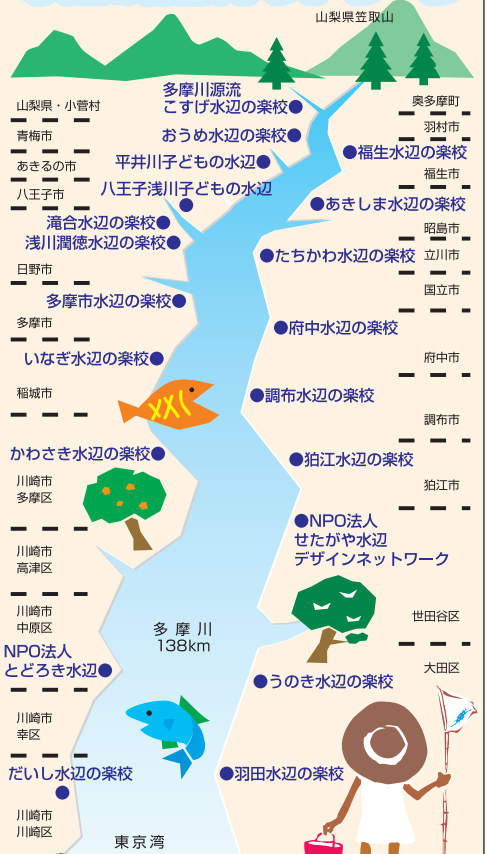 山梨県笠取山
多摩川源流
こすげ水辺の楽校
山梨県・小菅村
奥多摩町
おうめ水辺の楽校
青梅市
羽村市
平井川子どもの水辺
福生水辺の楽校
あきるの市
福生市
八王子浅川子どもの水辺
八王子市
あきしま水辺の楽校
滝合水辺の楽校
昭島市
浅川潤徳水辺の楽校
たちかわ水辺の楽校
立川市
日野市
国立市
多摩市水辺の楽校
多摩市
府中水辺の楽校
いなぎ水辺の楽校
府中市
稲城市
調布水辺の楽校
調布市
かわさき水辺の楽校
狛江水辺の楽校
川崎市
多摩区
狛江市
NPO法人
せたがや水辺
デザインネットワーク
川崎市
高津区
川崎市
中原区
世田谷区
多摩川
138km
NPO法人
とどろき水辺
大田区
うのき水辺の楽校
川崎市
幸区
だいし水辺の楽校
羽田水辺の楽校
川崎市
川崎区
東京湾